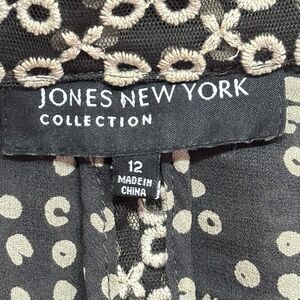 JONES NEW YORK
COLLECTION
12
MADE IN
CHINA